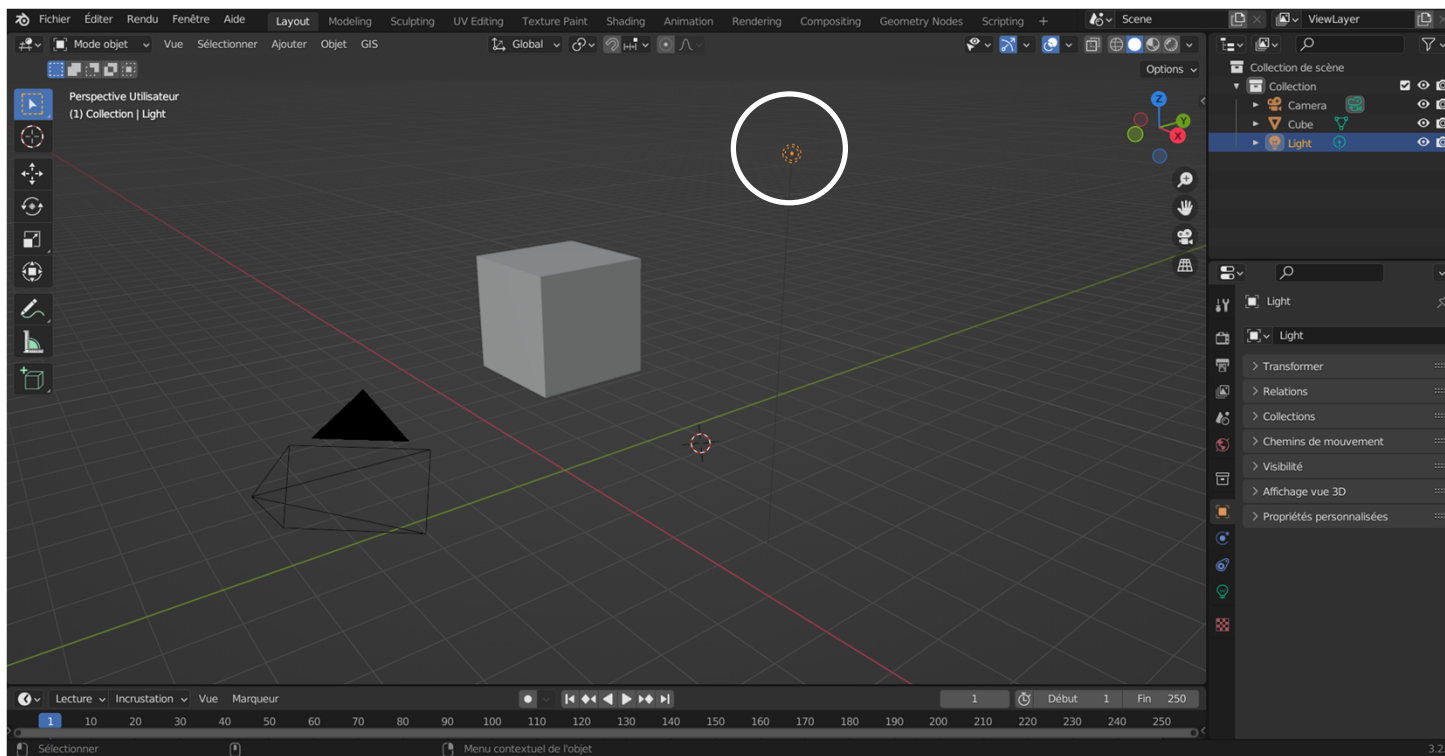 Fichier Éditer Rendu Fenêtre Aide Layout Modeling Sculpting UV Editing Texture Paint Shading Animation Rendering Compositing Geometry Nodes Scripting + Scene ViewLayer
Mode objet Vue Sélectionner Ajouter Objet GIS Global
Options
Perspective Utilisateur
(1) Collection | Light
Z
Y
X
Collection de scène
Collection
Camera
Cube
Light
Light
Light
Transformer
Relations
Collections
Chemins de mouvement
Visibilité
Affichage vue 3D
Propriétés personnalisées
Lecture Incrustation Vue Marqueur 1 Début 1 Fin 250
1 10 20 30 40 50 60 70 80 90 100 110 120 130 140 150 160 170 180 190 200 210 220 230 240 250
Sélectionner Menu contextuel de l'objet 3.2